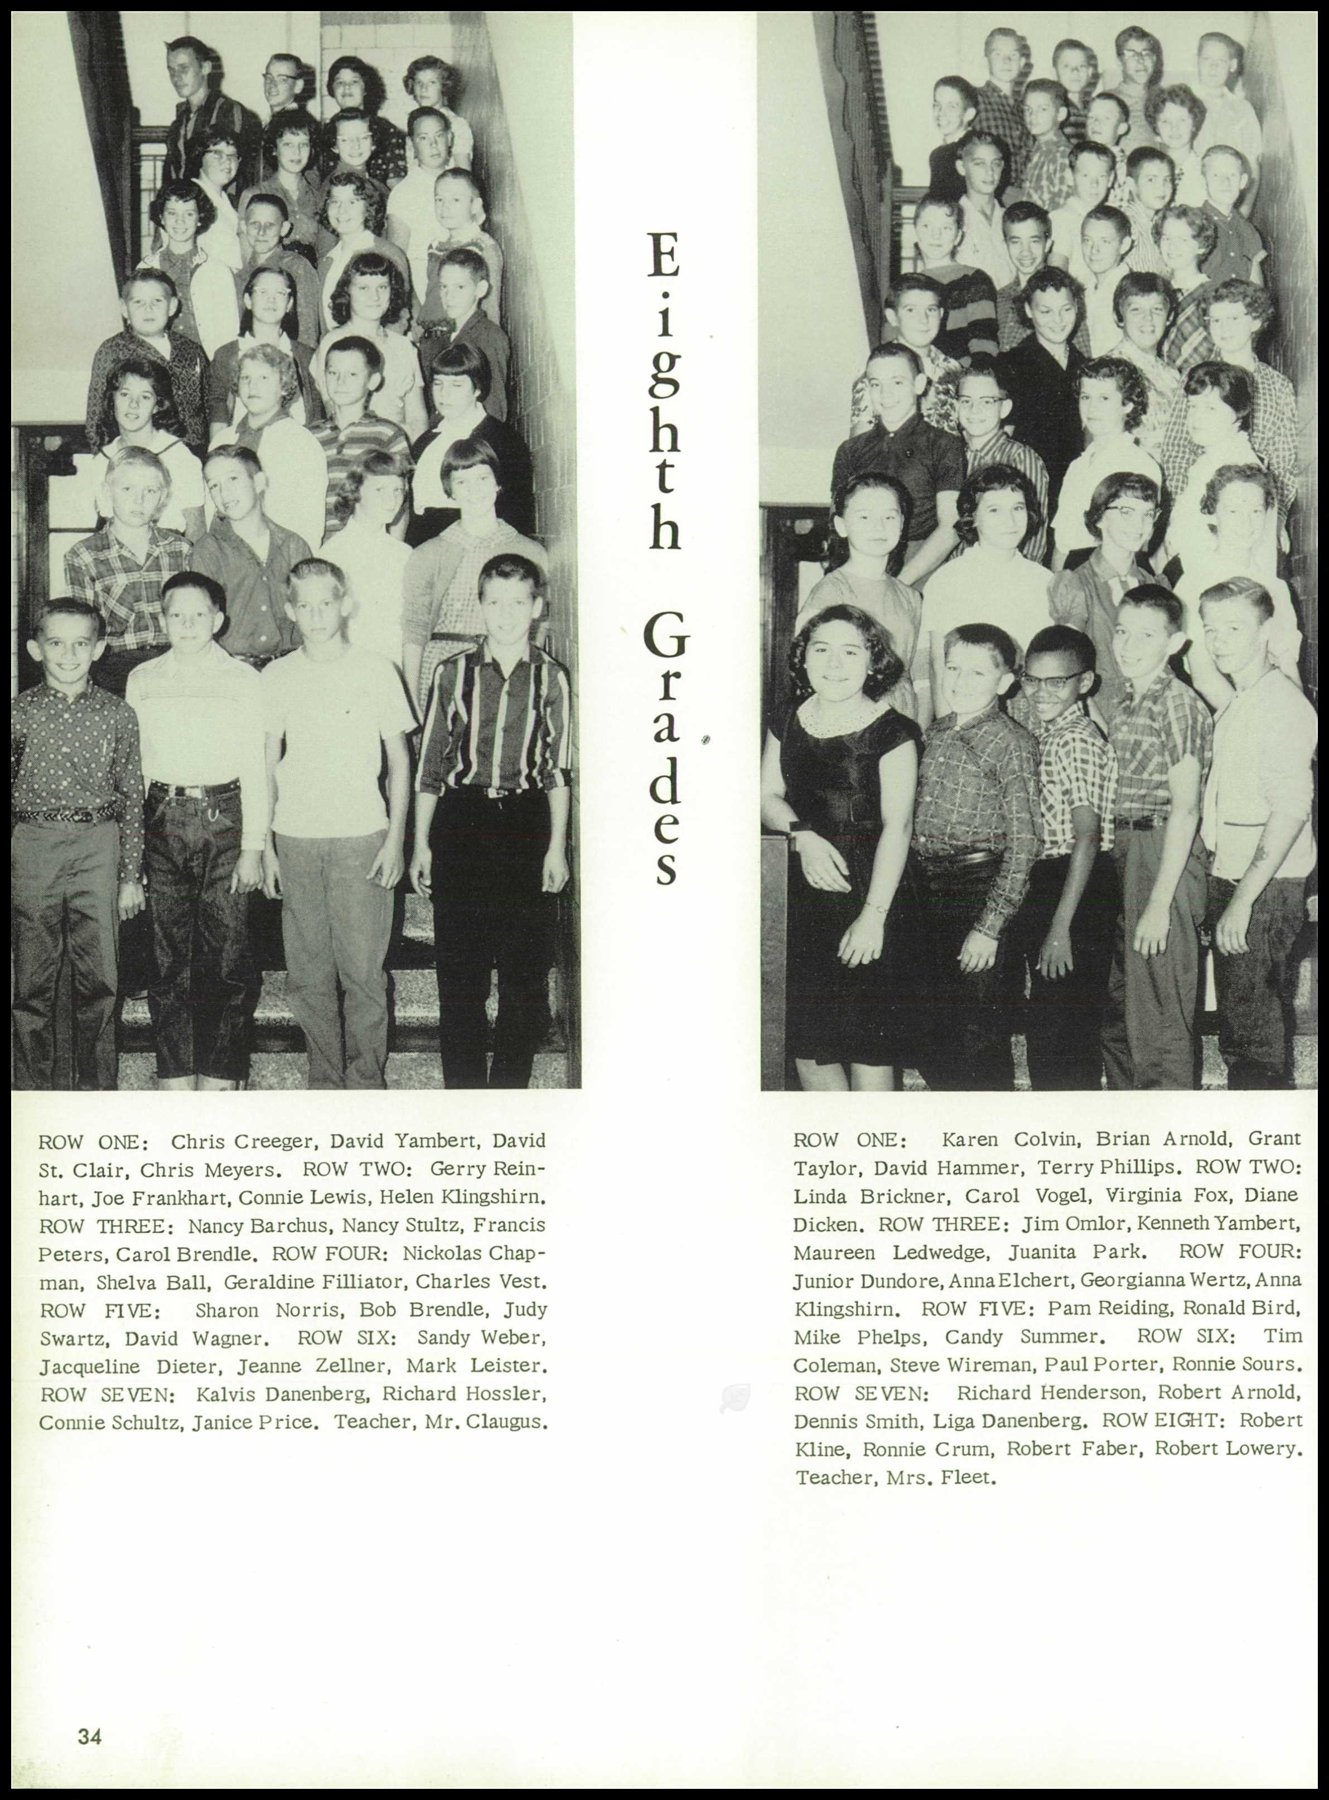 Eighth Grades
ROW ONE: Chris Creeger, David Yambert, David
St. Clair, Chris Meyers. ROW TWO: Gerry Rein-
hart, Joe Frankhart, Connie Lewis, Helen Klingshirn.
ROW THREE: Nancy Barchus, Nancy Stultz, Francis
Peters, Carol Brendle. ROW FOUR: Nickolas Chap-
man, Shelva Ball, Geraldine Filliator, Charles Vest.
ROW FIVE: Sharon Norris, Bob Brendle, Judy
Swartz, David Wagner. ROW SIX: Sandy Weber,
Jacqueline Dieter, Jeanne Zellner, Mark Leister.
ROW SEVEN: Kalvis Danenberg, Richard Hossler,
Connie Schultz, Janice Price. Teacher, Mr. Claugus.
ROW ONE: Karen Colvin, Brian Arnold, Grant
Taylor, David Hammer, Terry Phillips. ROW TWO:
Linda Brickner, Carol Vogel, Virginia Fox, Diane
Dicken. ROW THREE: Jim Omlor, Kenneth Yambert,
Maureen Ledwedge, Juanita Park. ROW FOUR:
Junior Dundore, Anna Elchert, Georgianna Wertz, Anna
Klingshirn. ROW FIVE: Pam Reiding, Ronald Bird,
Mike Phelps, Candy Summer. ROW SIX: Tim
Coleman, Steve Wireman, Paul Porter, Ronnie Sours.
ROW SEVEN: Richard Henderson, Robert Arnold,
Dennis Smith, Liga Danenberg. ROW EIGHT: Robert
Kline, Ronnie Crum, Robert Faber, Robert Lowery.
Teacher, Mrs. Fleet.
34